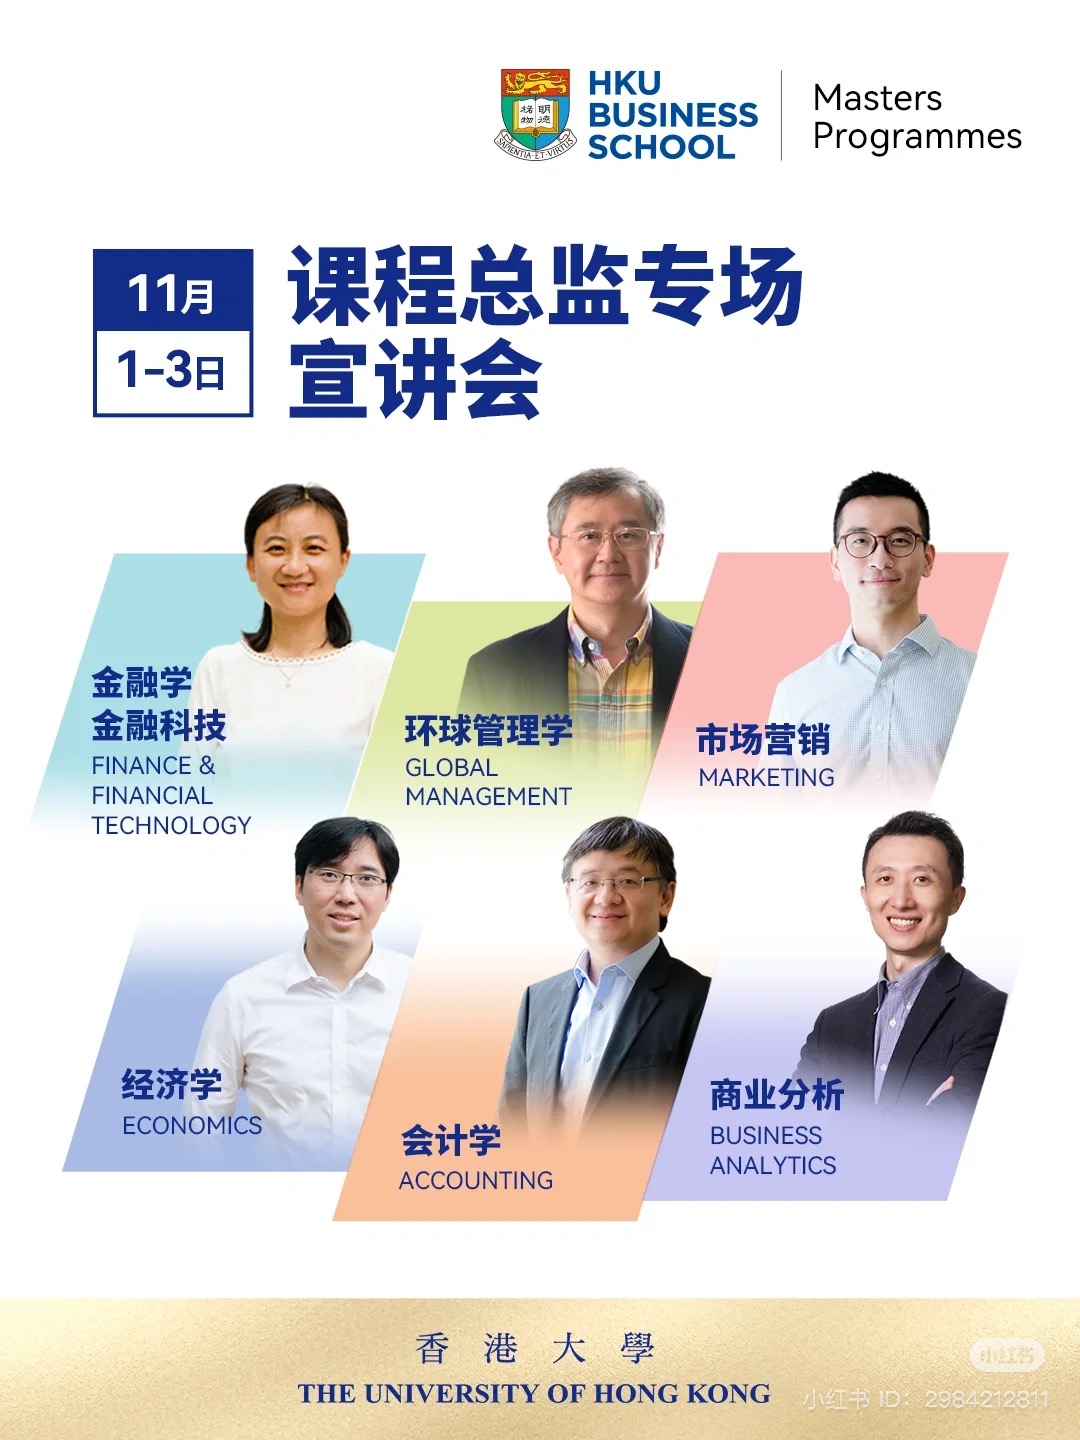 HKU
BUSINESS
SCHOOL
Masters
Programmes
明德
格物
SAPIENTIA·ET·VIRTUS
11月
1-3日
课程总监专场
宣讲会
金融学
金融科技
FINANCE &
FINANCIAL
TECHNOLOGY
环球管理学
GLOBAL
MANAGEMENT
市场营销
MARKETING
经济学
ECONOMICS
会计学
ACCOUNTING
商业分析
BUSINESS
ANALYTICS
香港大學
THE UNIVERSITY OF HONG KONG
小红书
小红书 ID: 2984212811